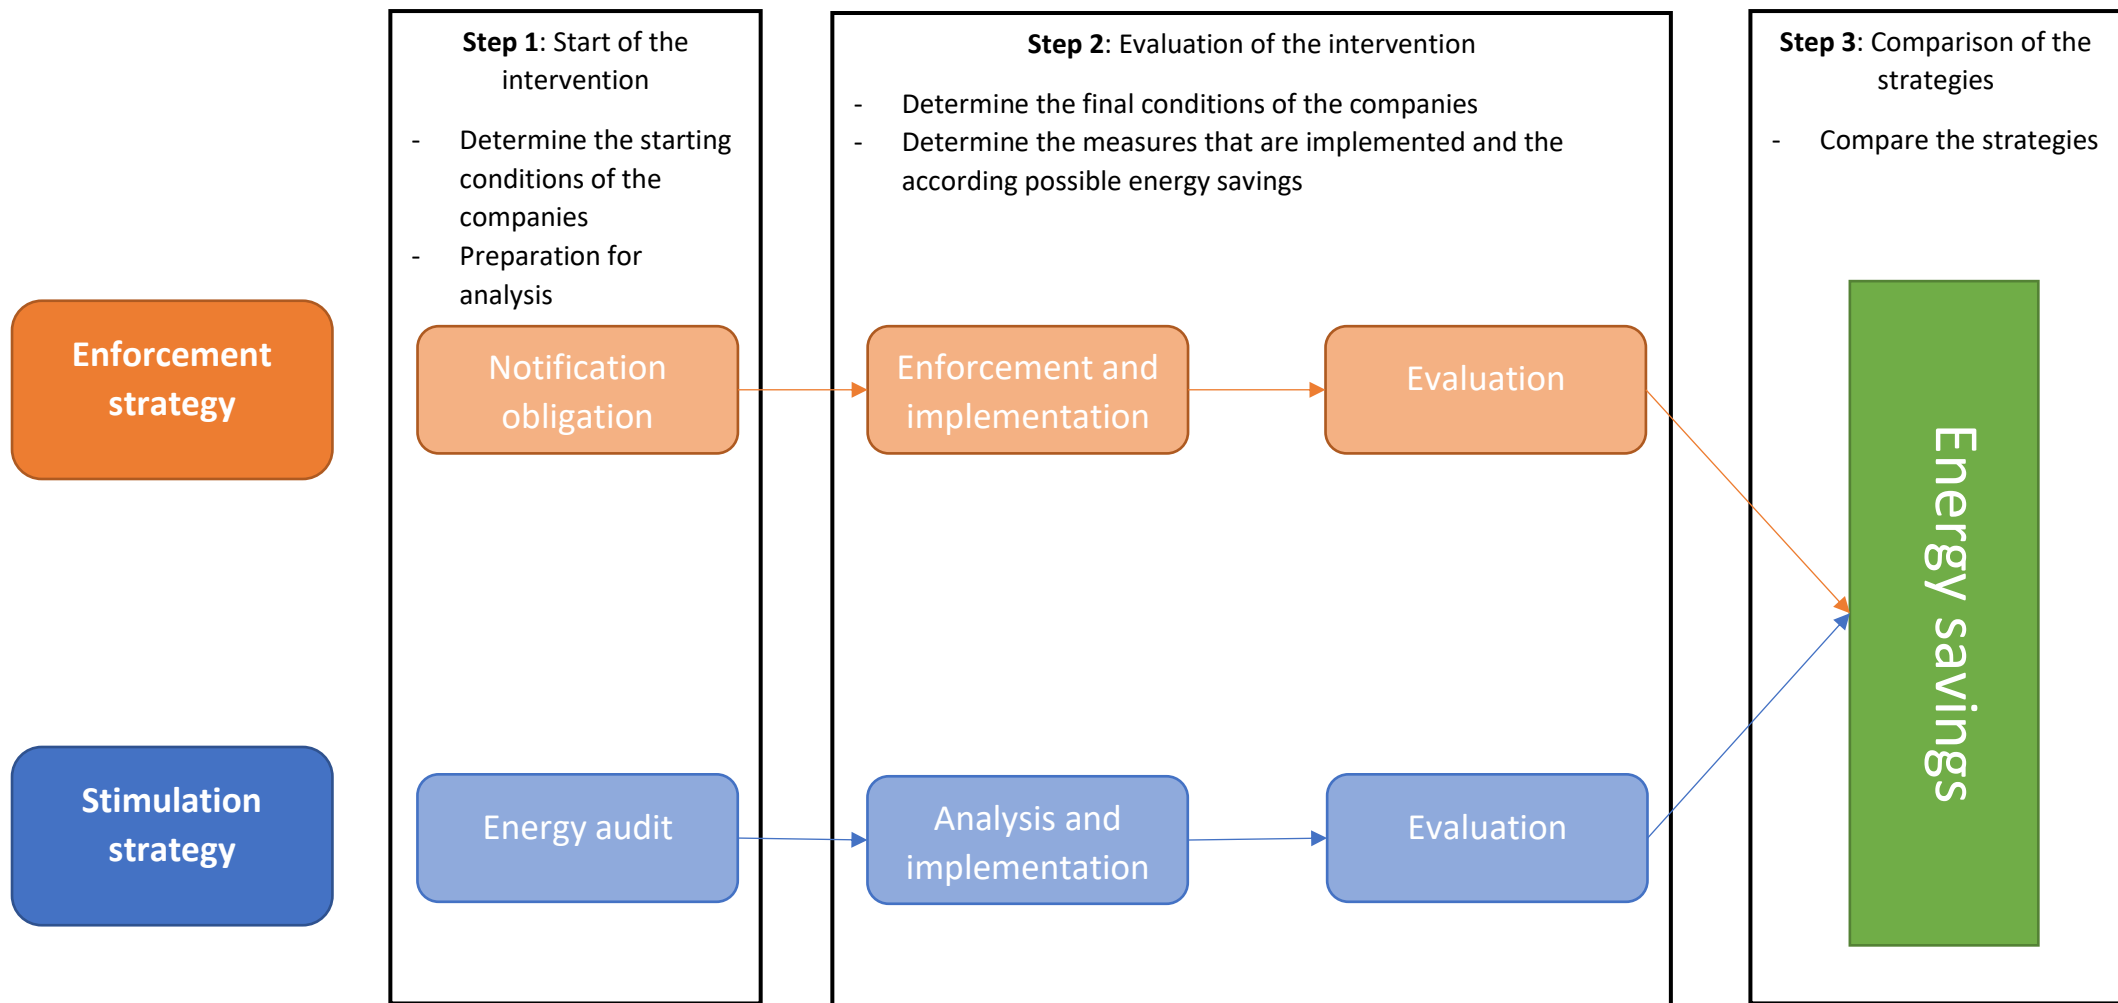 Step 1: Start of the
intervention
- Determine the starting
conditions of the
companies
- Preparation for
analysis
Step 2: Evaluation of the intervention
- Determine the final conditions of the companies
- Determine the measures that are implemented and the
according possible energy savings
Step 3: Comparison of the
strategies
- Compare the strategies
Enforcement
strategy
Notification
obligation
Enforcement and
implementation
Evaluation
Energy savings
Stimulation
strategy
Energy audit
Analysis and
implementation
Evaluation